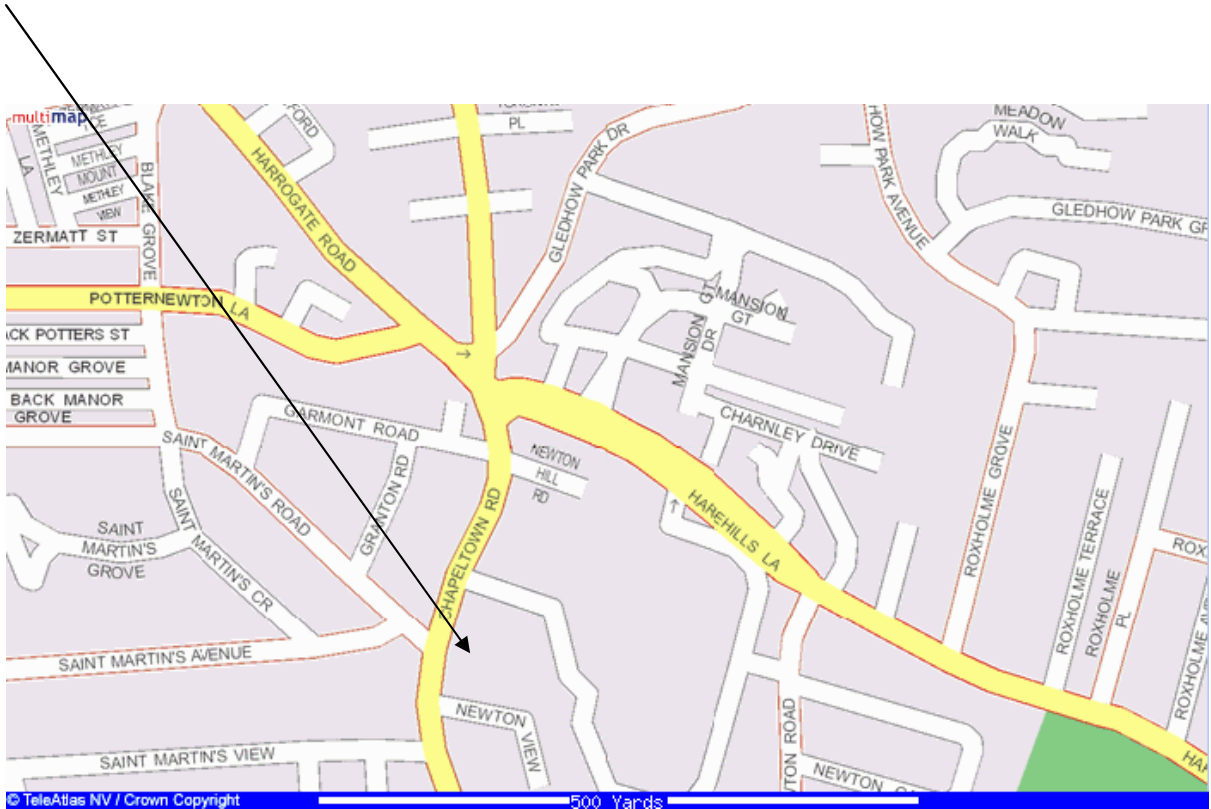 multimap
METHLEY
LA
METHLEY
MOUNT
METHLEY
VIEW
BLAKE GROVE
ZERMATT ST
HARROGATE ROAD
PL
GLEDHOW PARK DR
MEADOW
WALK
HOW PARK AVENUE
GLEDHOW PARK GR
POTTERNEWTON LA
ACK POTTERS ST
MANOR GROVE
BACK MANOR
GROVE
MANSION GT
MANSION
GT
MANSION
DR
GARMONT ROAD
CHARNLEY DRIVE
SAINT MARTIN'S ROAD
GRANTON RD
NEWTON
HILL
RD
CHAPELTOWN RD
HAREHILLS LA
ROXHOLME GROVE
ROXHOLME TERRACE
ROXHOLME
PL
ROX
ROXHOLME AV
SAINT
MARTIN'S
GROVE
SAINT MARTIN'S CR
SAINT MARTIN'S AVENUE
NEWTON VIEW
SAINT MARTIN'S VIEW
TON ROAD
NEWTON
HAR
© TeleAtlas NV / Crown Copyright
500 Yards